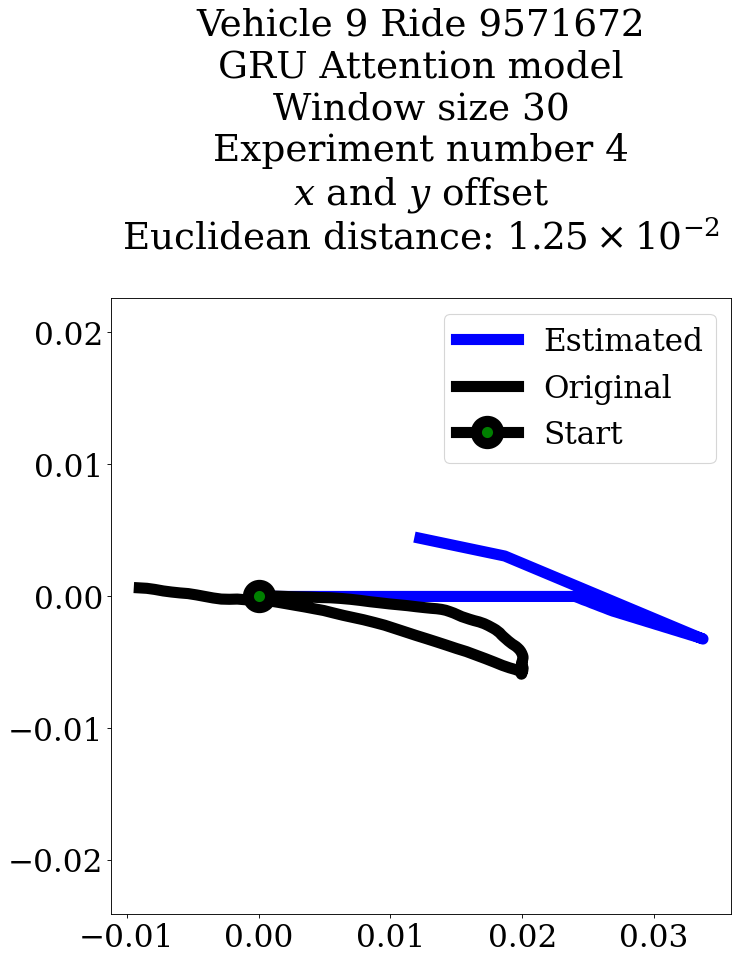 Vehicle 9 Ride 9571672
GRU Attention model
Window size 30
Experiment number 4
x and y offset
Euclidean distance: 1.25 × 10⁻²
Estimated
Original
Start
0.02
0.01
0.00
−0.01
−0.02
−0.01 0.00 0.01 0.02 0.03